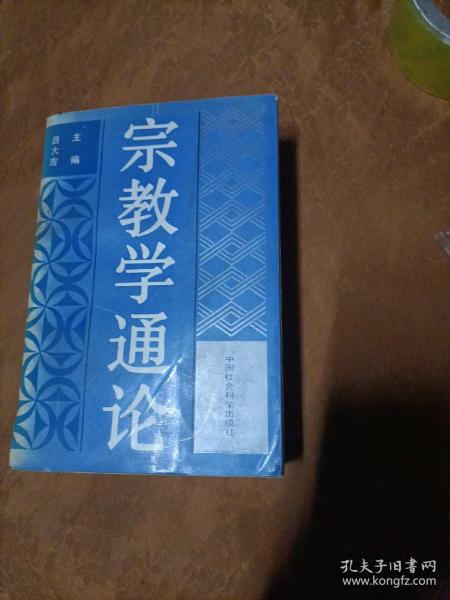 宗教学通论
主编
吕大吉
中国社会科学出版社
孔夫子旧书网
www.kongfz.com